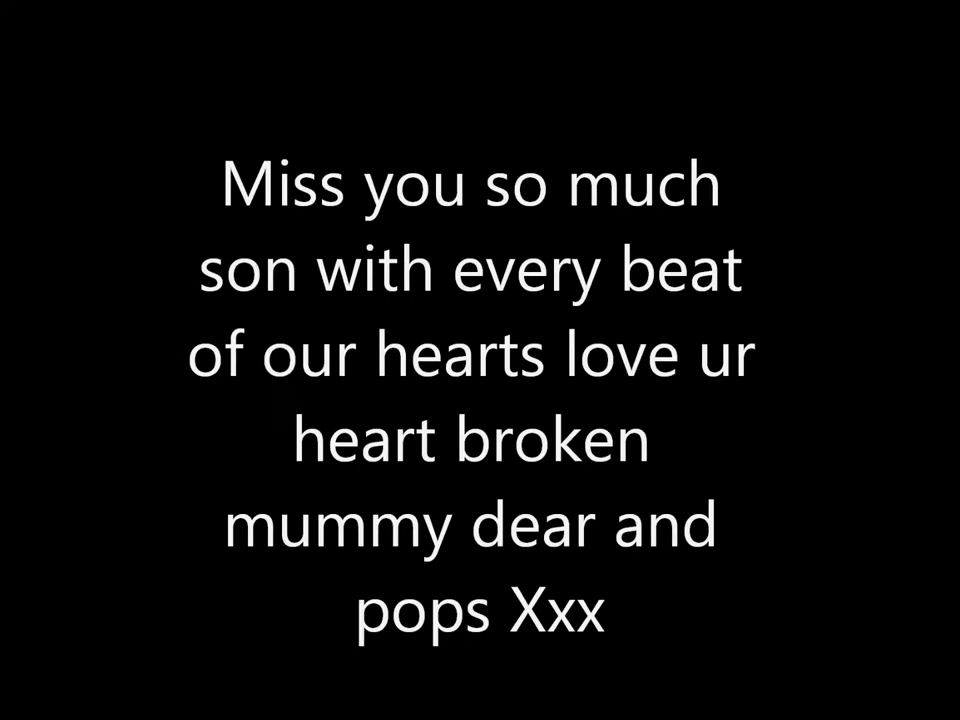 Miss you so much
son with every beat
of our hearts love ur
heart broken
mummy dear and
pops Xxx